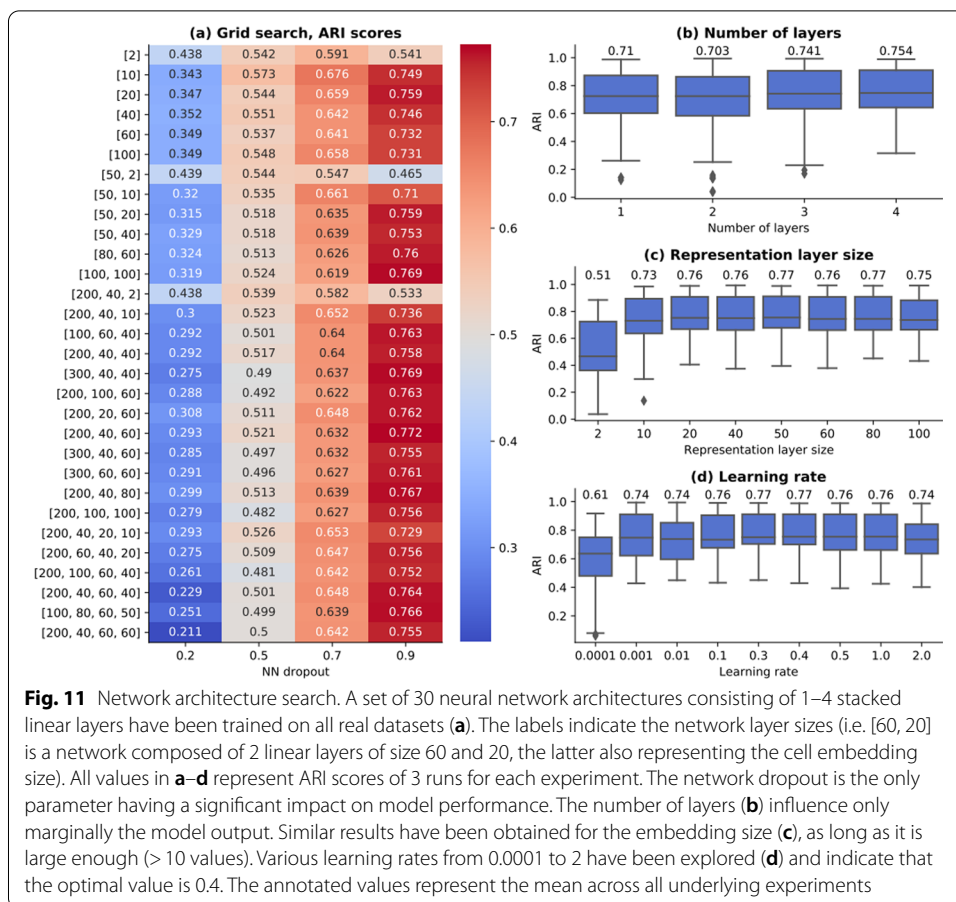 (a) Grid search, ARI scores
[2] 0.438 0.542 0.591 0.541
[10] 0.343 0.573 0.676 0.749
[20] 0.347 0.544 0.659 0.759
[40] 0.352 0.551 0.642 0.746
[60] 0.349 0.537 0.641 0.732
[100] 0.349 0.548 0.658 0.731
[50, 2] 0.439 0.544 0.547 0.465
[50, 10] 0.32 0.535 0.661 0.71
[50, 20] 0.315 0.518 0.635 0.759
[50, 40] 0.329 0.518 0.639 0.753
[80, 60] 0.324 0.513 0.626 0.76
[100, 100] 0.319 0.524 0.619 0.769
[200, 40, 2] 0.438 0.539 0.582 0.533
[200, 40, 10] 0.3 0.523 0.652 0.736
[100, 60, 40] 0.292 0.501 0.64 0.763
[200, 40, 40] 0.292 0.517 0.64 0.758
[300, 40, 40] 0.275 0.49 0.637 0.769
[200, 100, 60] 0.288 0.492 0.622 0.763
[200, 20, 60] 0.308 0.511 0.648 0.762
[200, 40, 60] 0.293 0.521 0.632 0.772
[300, 40, 60] 0.285 0.497 0.632 0.755
[300, 60, 60] 0.291 0.496 0.627 0.761
[200, 40, 80] 0.299 0.513 0.639 0.767
[200, 100, 100] 0.279 0.482 0.627 0.756
[200, 40, 20, 10] 0.293 0.526 0.653 0.729
[200, 60, 40, 20] 0.275 0.509 0.647 0.756
[200, 100, 60, 40] 0.261 0.481 0.642 0.752
[200, 40, 60, 40] 0.229 0.501 0.648 0.764
[100, 80, 60, 50] 0.251 0.499 0.639 0.766
[200, 40, 60, 60] 0.211 0.5 0.642 0.755
0.2 0.5 0.7 0.9
NN dropout
0.7
0.6
0.5
0.4
0.3
(b) Number of layers
0.71 0.703 0.741 0.754
1.0
0.8
0.6
0.4
0.2
0.0
ARI
1 2 3 4
Number of layers
(c) Representation layer size
0.51 0.73 0.76 0.76 0.77 0.76 0.77 0.75
1.0
0.8
0.6
0.4
0.2
0.0
ARI
2 10 20 40 50 60 80 100
Representation layer size
(d) Learning rate
0.61 0.74 0.74 0.76 0.77 0.77 0.76 0.76 0.74
1.0
0.8
0.6
0.4
0.2
ARI
0.0001 0.001 0.01 0.1 0.3 0.4 0.5 1.0 2.0
Learning rate
Fig. 11 Network architecture search. A set of 30 neural network architectures consisting of 1–4 stacked
linear layers have been trained on all real datasets (a). The labels indicate the network layer sizes (i.e. [60, 20]
is a network composed of 2 linear layers of size 60 and 20, the latter also representing the cell embedding
size). All values in a–d represent ARI scores of 3 runs for each experiment. The network dropout is the only
parameter having a significant impact on model performance. The number of layers (b) influence only
marginally the model output. Similar results have been obtained for the embedding size (c), as long as it is
large enough (> 10 values). Various learning rates from 0.0001 to 2 have been explored (d) and indicate that
the optimal value is 0.4. The annotated values represent the mean across all underlying experiments